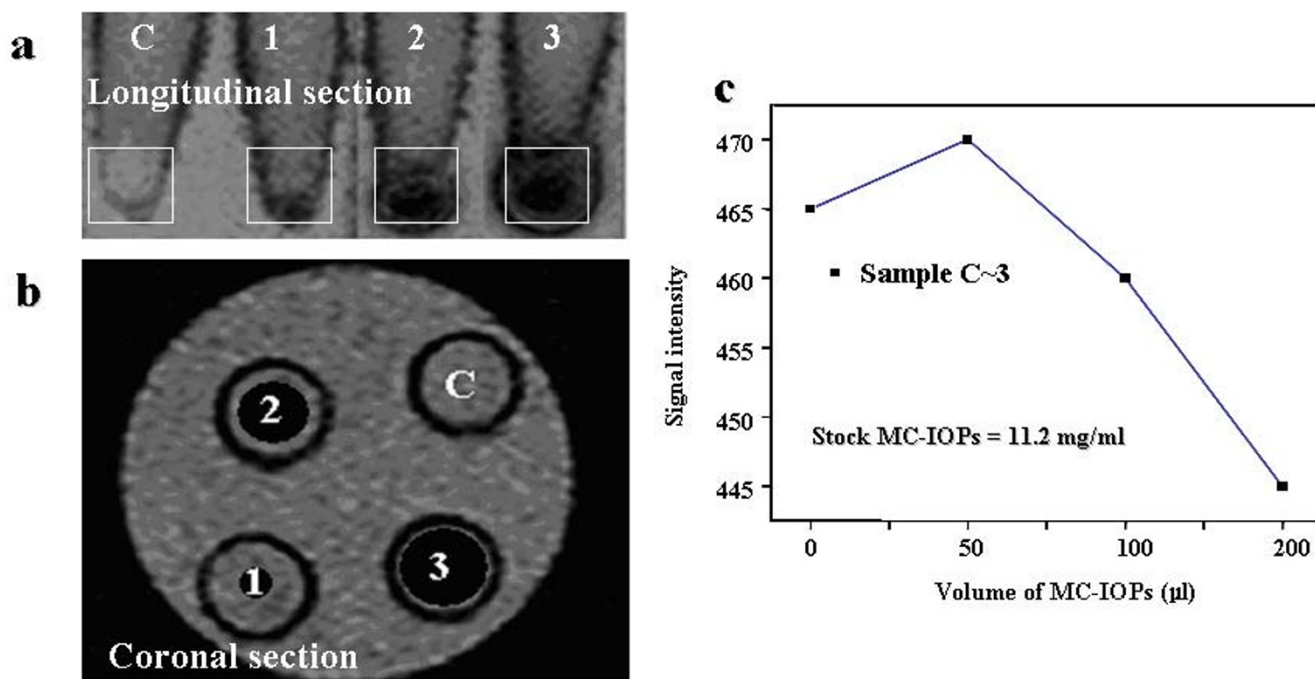 a
C 1 2 3
Longitudinal section
b
2
C
1
3
Coronal section
c
470
465
460
455
450
445
Signal intensity
Sample C~3
Stock MC-IOPs = 11.2 mg/ml
0 50 100 200
Volume of MC-IOPs (µl)